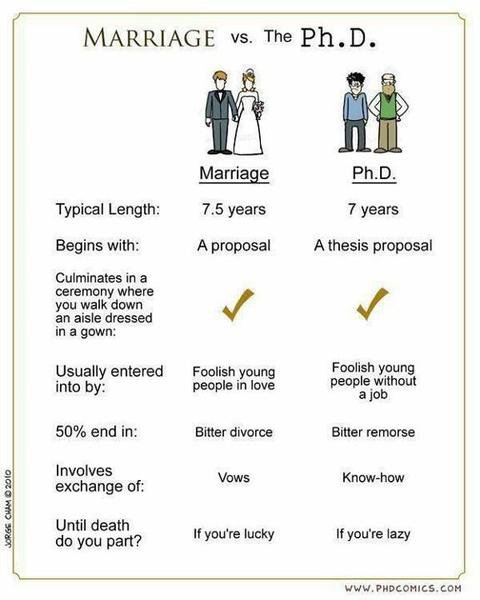 MARRIAGE vs. The Ph.D.
Marriage Ph.D.
Typical Length: 7.5 years 7 years
Begins with: A proposal A thesis proposal
Culminates in a
ceremony where
you walk down
an aisle dressed
in a gown:
Usually entered
into by:
Foolish young
people in love
Foolish young
people without
a job
50% end in: Bitter divorce Bitter remorse
Involves
exchange of:
Vows Know-how
Until death
do you part?
If you're lucky If you're lazy
JORGE CHAM © 2010
WWW.PHDCOMICS.COM